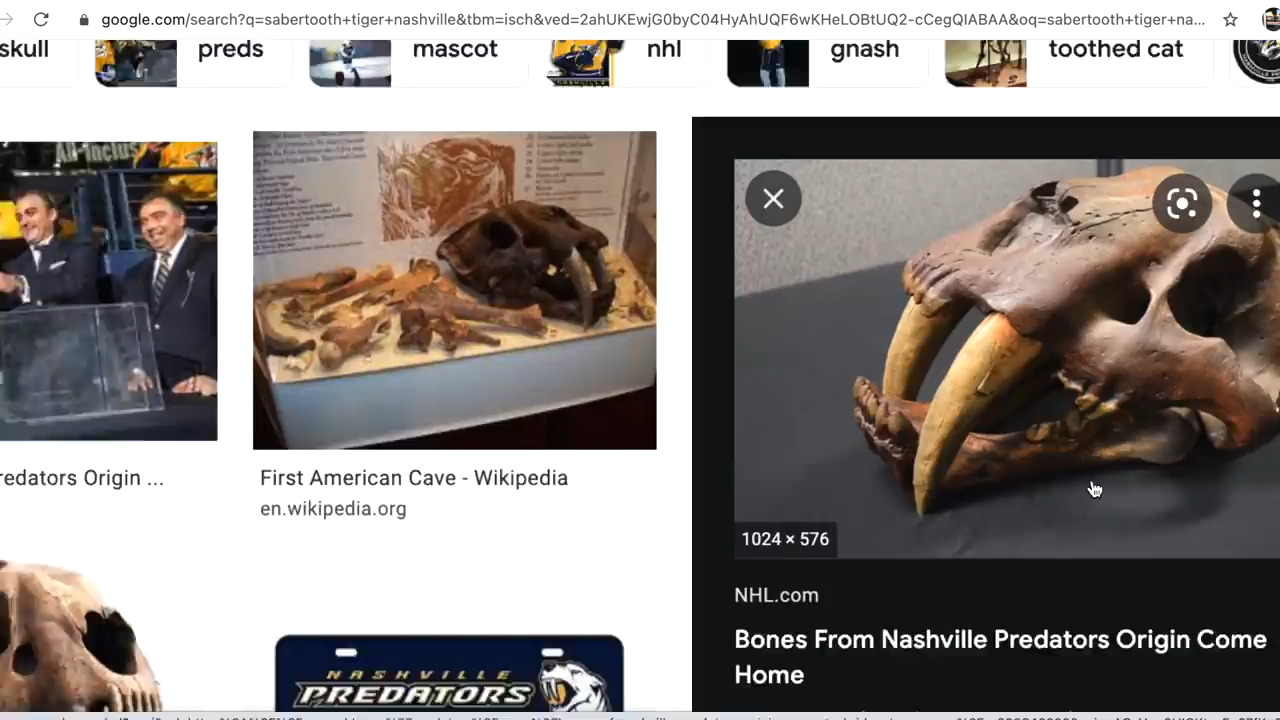 google.com/search?q=sabertooth+tiger+nashville&tbm=isch&ved=2ahUKEwjG0byC04HyAhUQF6wKHeLOBtUQ2-cCegQIABAA&oq=sabertooth+tiger+na...
skull
preds
mascot
nhl
gnash
toothed cat
All-inclus
1024 × 576
redators Origin ...
First American Cave - Wikipedia
en.wikipedia.org
NHL.com
Bones From Nashville Predators Origin Come
Home
NASHVILLE
PREDATORS